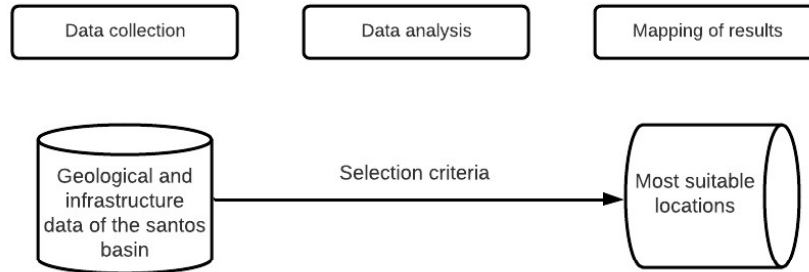 Data collection
Data analysis
Mapping of results
Geological and
infrastructure
data of the santos
basin
Selection criteria
Most suitable
locations